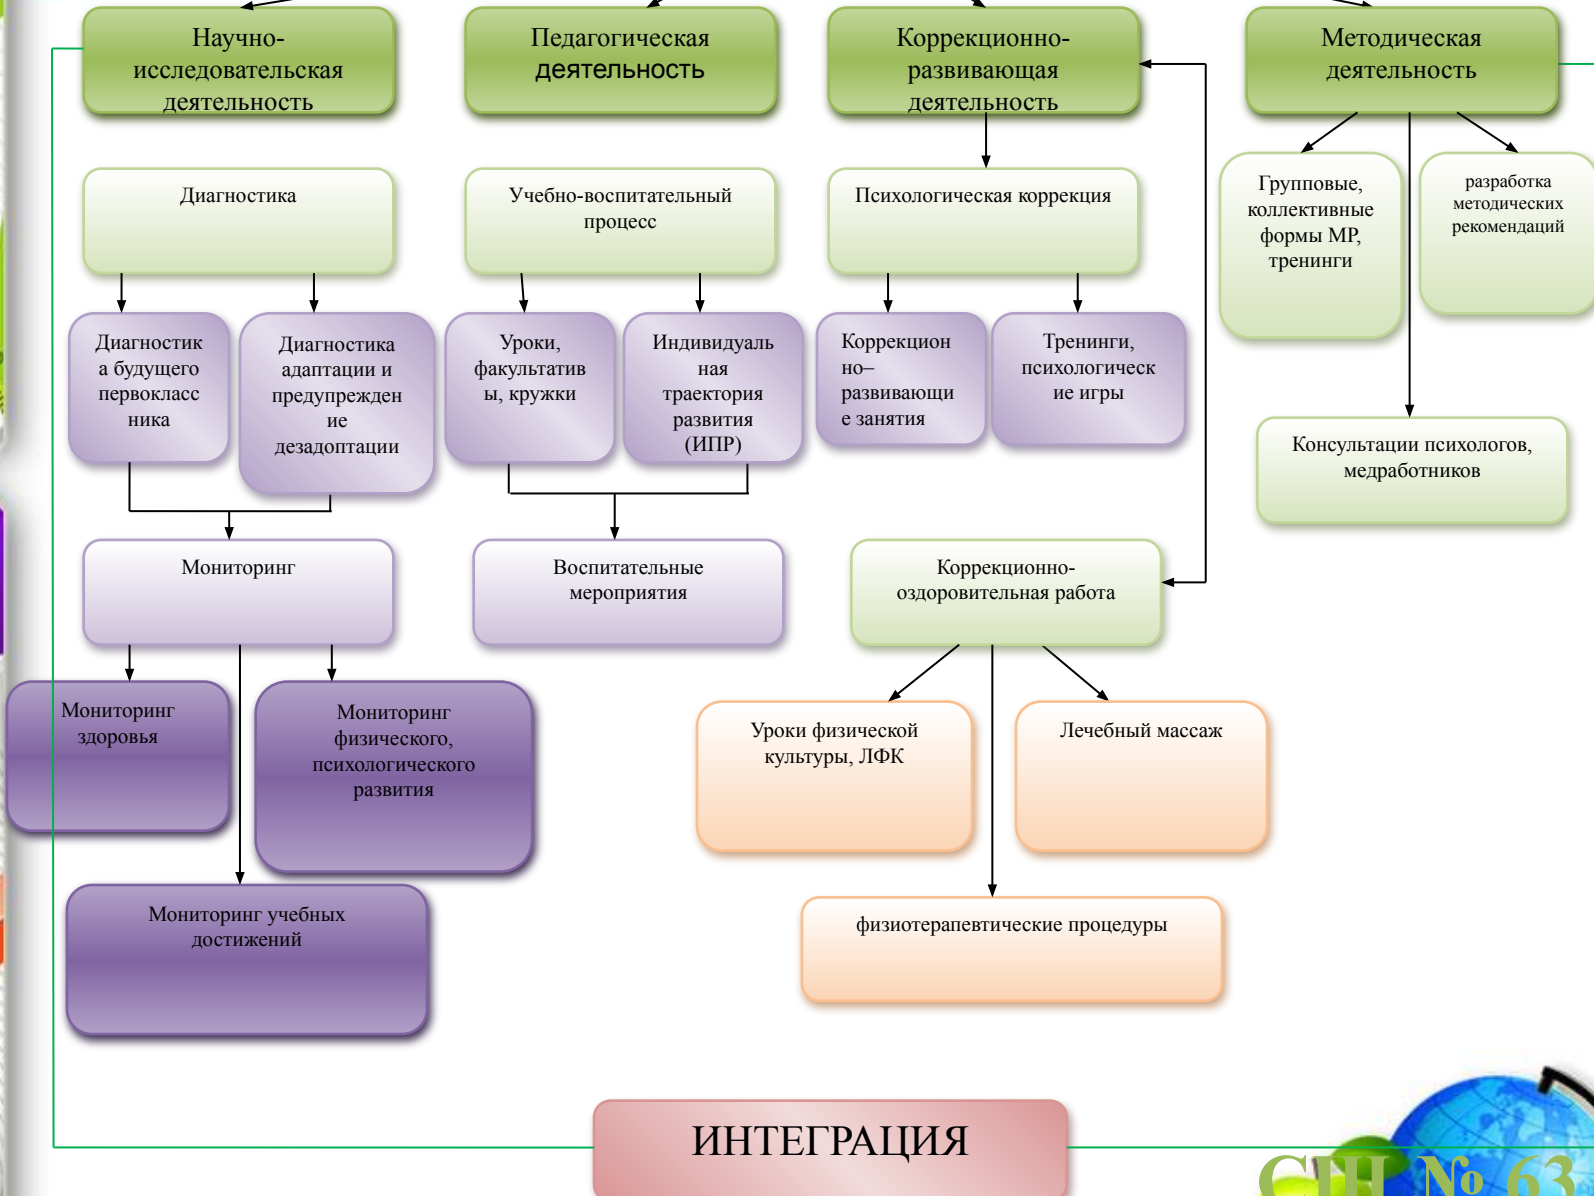 Научно-
исследовательская
деятельность
Педагогическая
деятельность
Коррекционно-
развивающая
деятельность
Методическая
деятельность
Диагностика
Учебно-воспитательный
процесс
Психологическая коррекция
Групповые,
коллективные
формы МР,
тренинги
разработка
методических
рекомендаций
Диагностик
а будущего
первокласс
ника
Диагностика
адаптации и
предупрежден
ие
дезадоптации
Уроки,
факультатив
ы, кружки
Индивидуаль
ная
траектория
развития
(ИПР)
Коррекцион
но–
развивающи
е занятия
Тренинги,
психологическ
ие игры
Консультации психологов,
медработников
Мониторинг
Воспитательные
мероприятия
Коррекционно-
оздоровительная работа
Мониторинг
здоровья
Мониторинг
физического,
психологического
развития
Уроки физической
культуры, ЛФК
Лечебный массаж
Мониторинг учебных
достижений
физиотерапевтические процедуры
ИНТЕГРАЦИЯ
СШ № 63